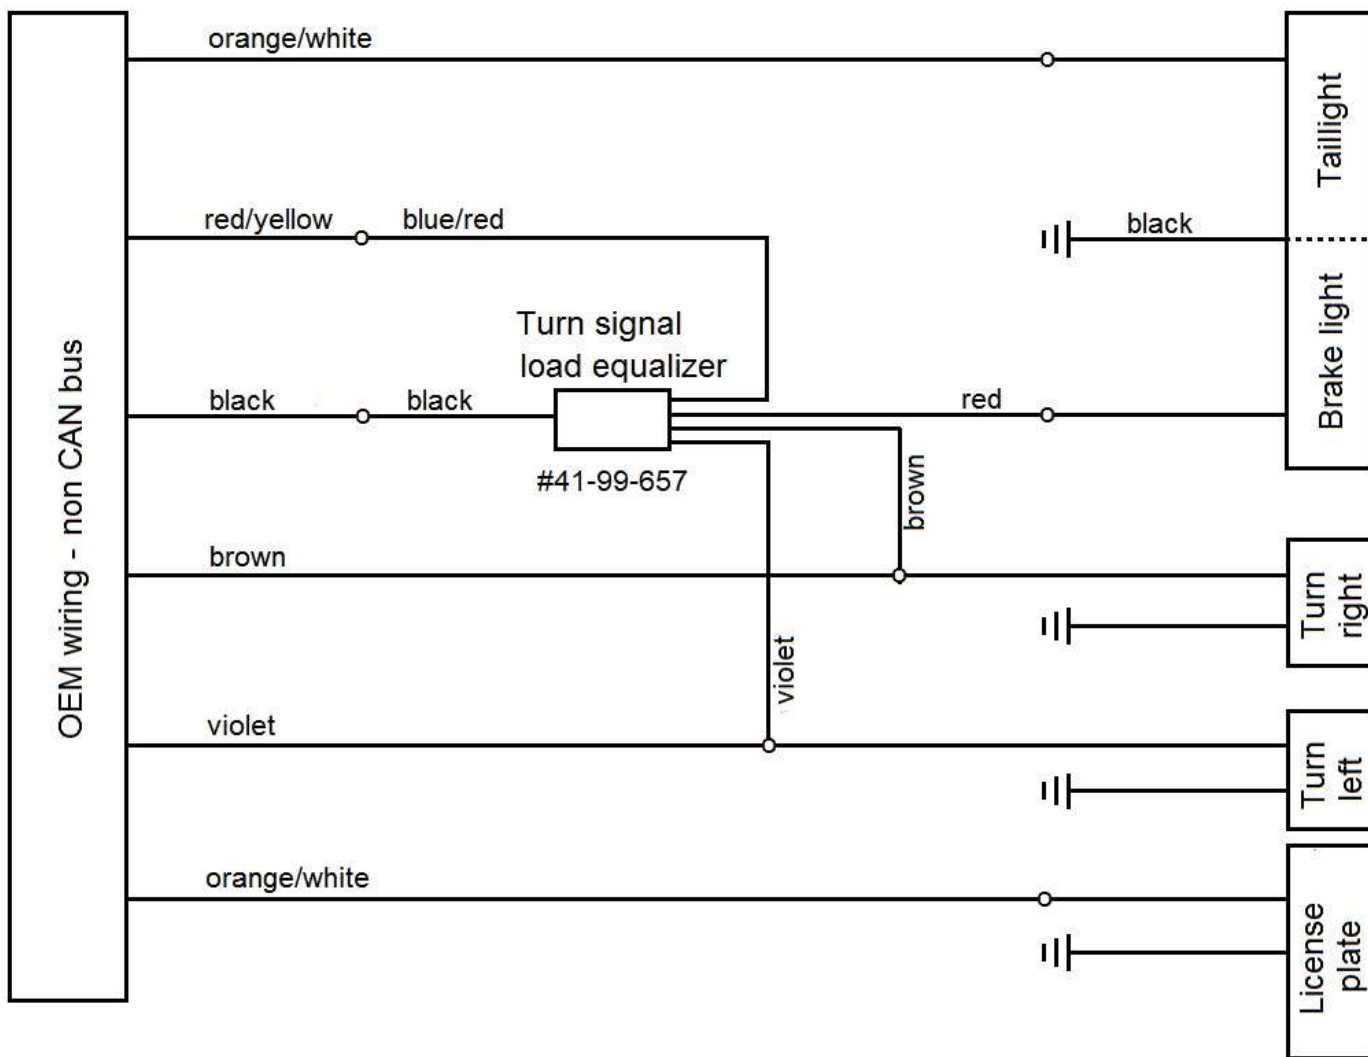 orange/white
Taillight
red/yellow
blue/red
black
Brake light
Turn signal
load equalizer
black
black
red
#41-99-657
OEM wiring - non CAN bus
brown
brown
Turn
right
violet
violet
Turn
left
orange/white
License
plate